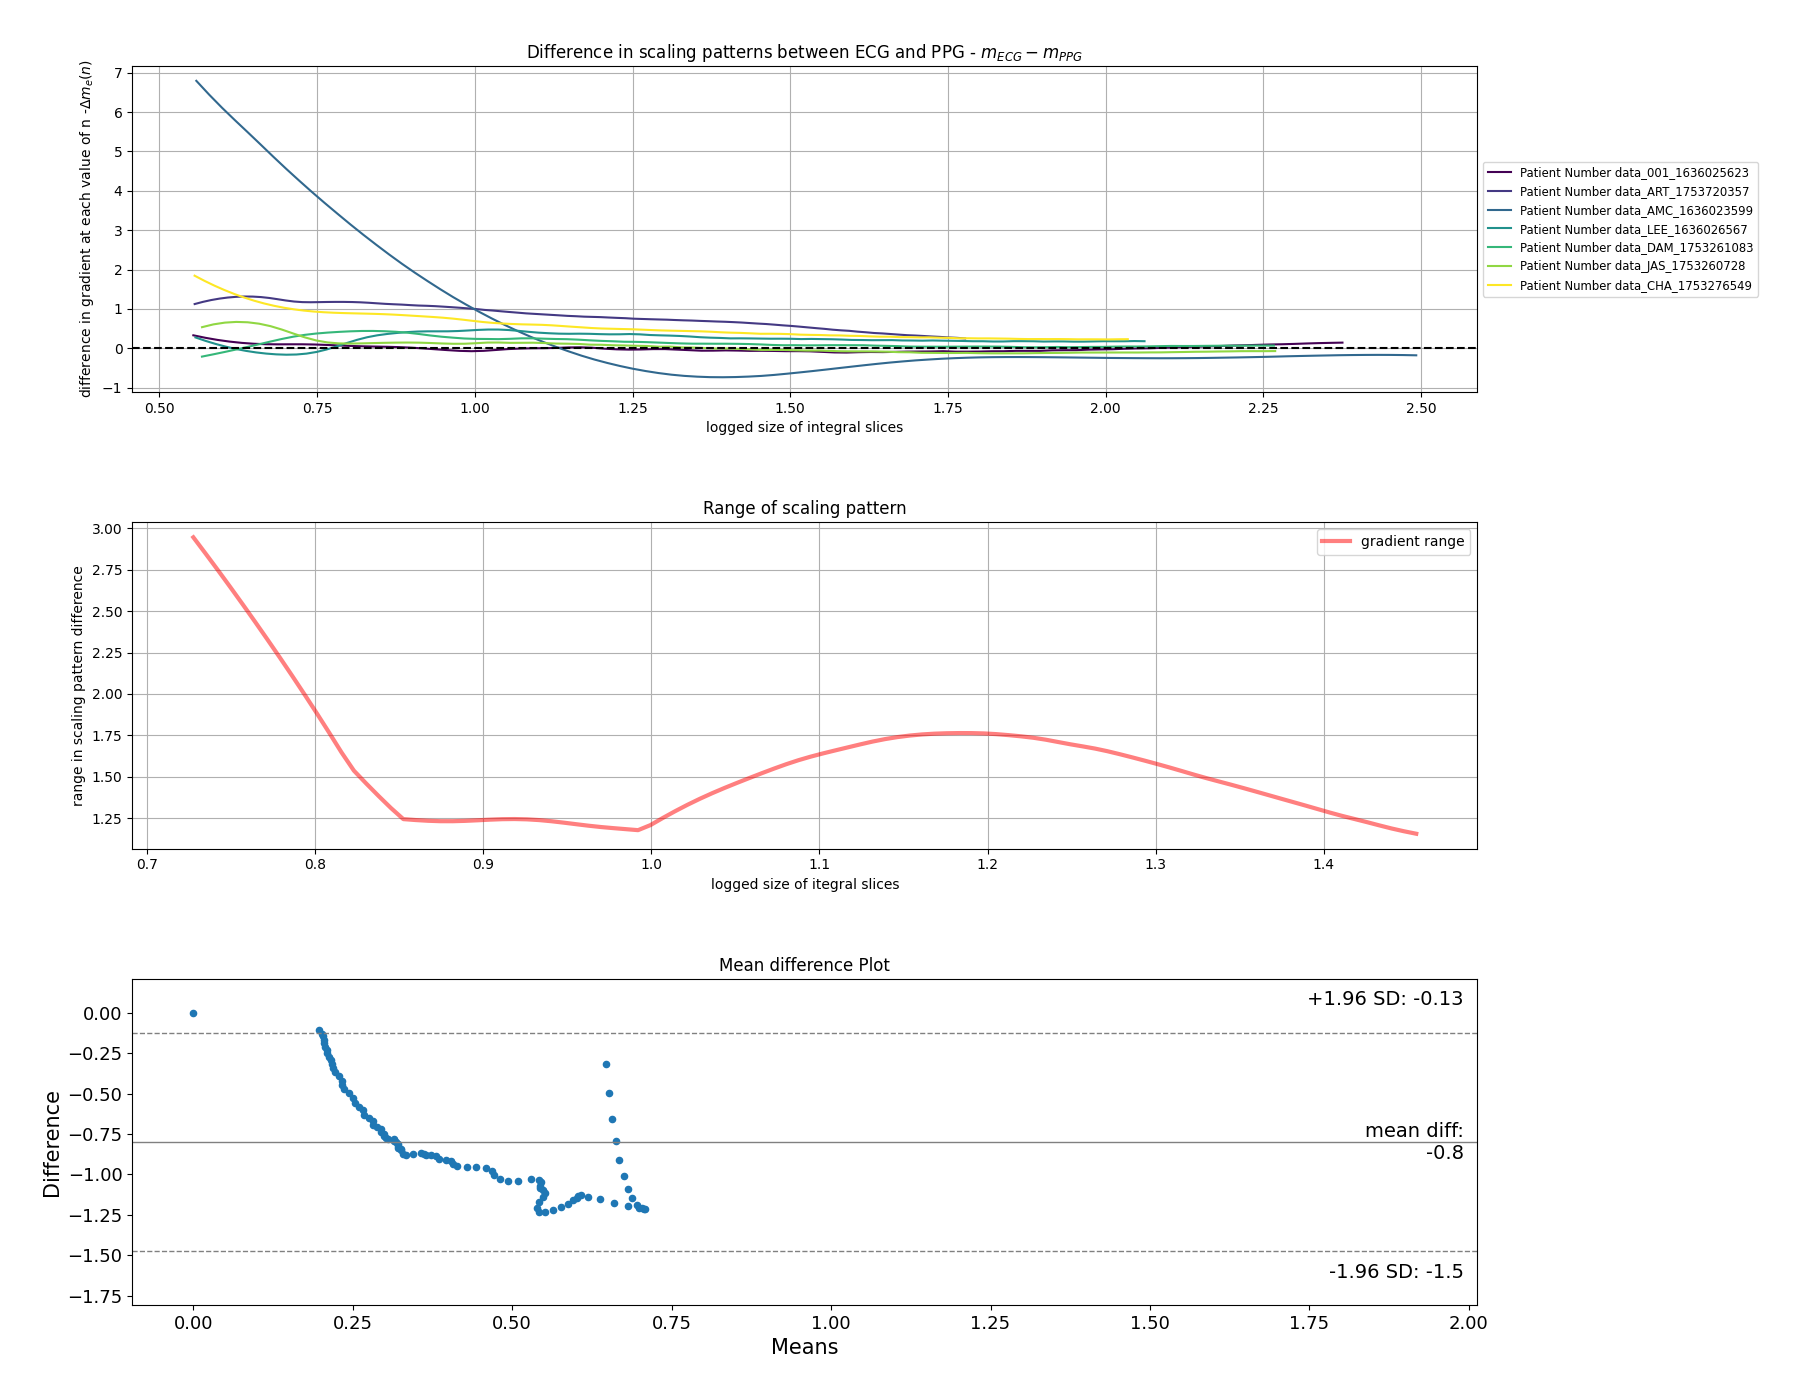 Difference in scaling patterns between ECG and PPG - $m_{ECG} - m_{PPG}$
difference in gradient at each value of n -$\Delta m_e(n)$
7
6
5
4
3
2
1
0
−1
0.50 0.75 1.00 1.25 1.50 1.75 2.00 2.25 2.50
logged size of integral slices
Patient Number data_001_1636025623
Patient Number data_ART_1753720357
Patient Number data_AMC_1636023599
Patient Number data_LEE_1636026567
Patient Number data_DAM_1753261083
Patient Number data_JAS_1753260728
Patient Number data_CHA_1753276549
Range of scaling pattern
range in scaling pattern difference
3.00
2.75
2.50
2.25
2.00
1.75
1.50
1.25
gradient range
0.7 0.8 0.9 1.0 1.1 1.2 1.3 1.4
logged size of itegral slices
Mean difference Plot
Difference
0.00
−0.25
−0.50
−0.75
−1.00
−1.25
−1.50
−1.75
+1.96 SD: -0.13
mean diff:
-0.8
-1.96 SD: -1.5
0.00 0.25 0.50 0.75 1.00 1.25 1.50 1.75 2.00
Means